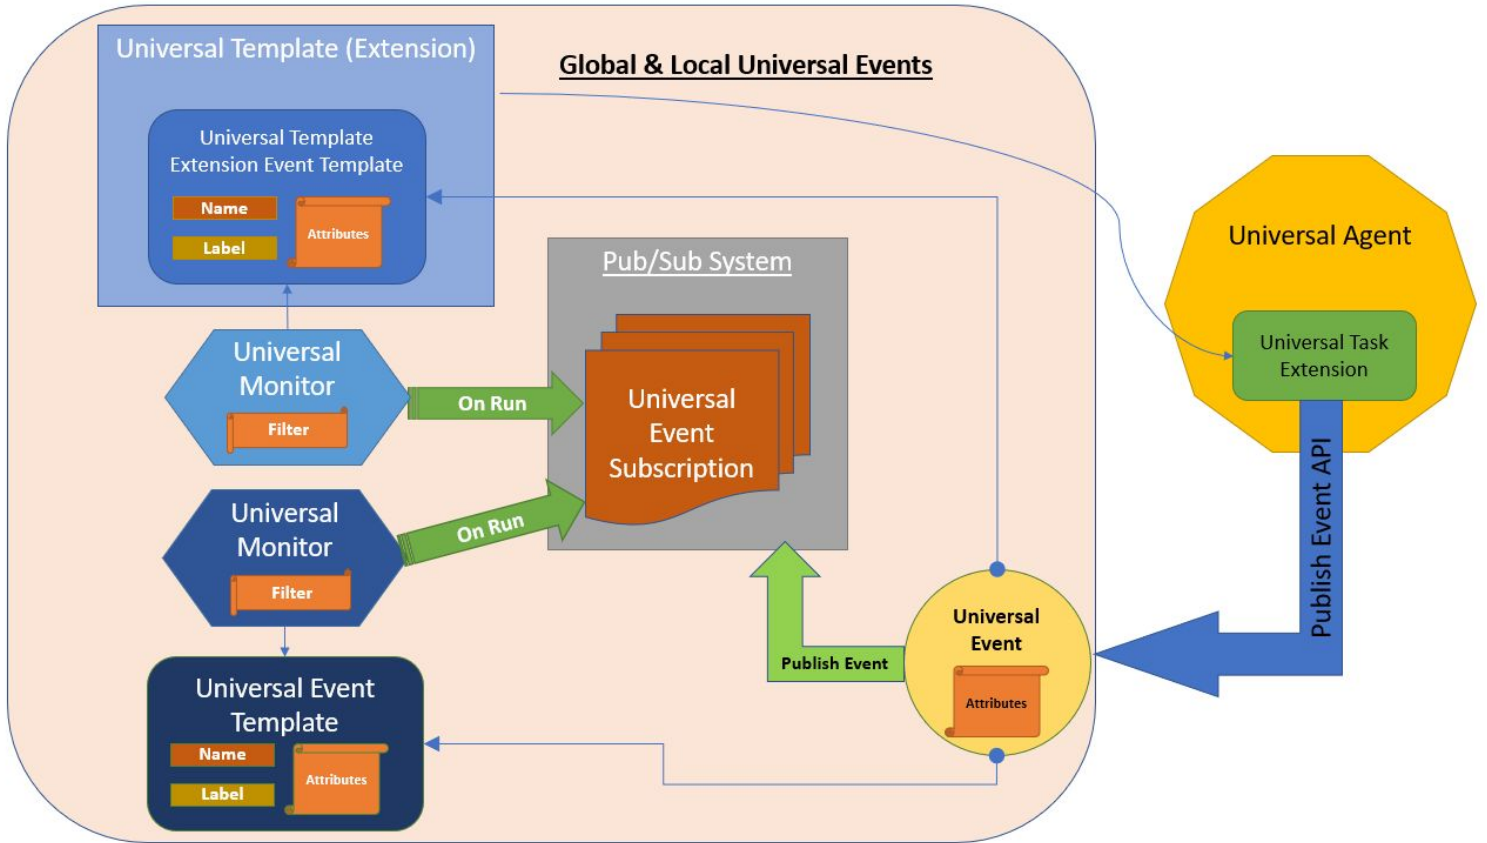 Universal Template (Extension)
Global & Local Universal Events
Universal Template
Extension Event Template
Name
Label
Attributes
Universal Agent
Universal Task
Extension
Pub/Sub System
Universal
Event
Subscription
Universal
Monitor
Filter
On Run
Universal
Monitor
Filter
On Run
Publish Event API
Publish Event
Universal
Event
Attributes
Universal Event
Template
Name
Label
Attributes